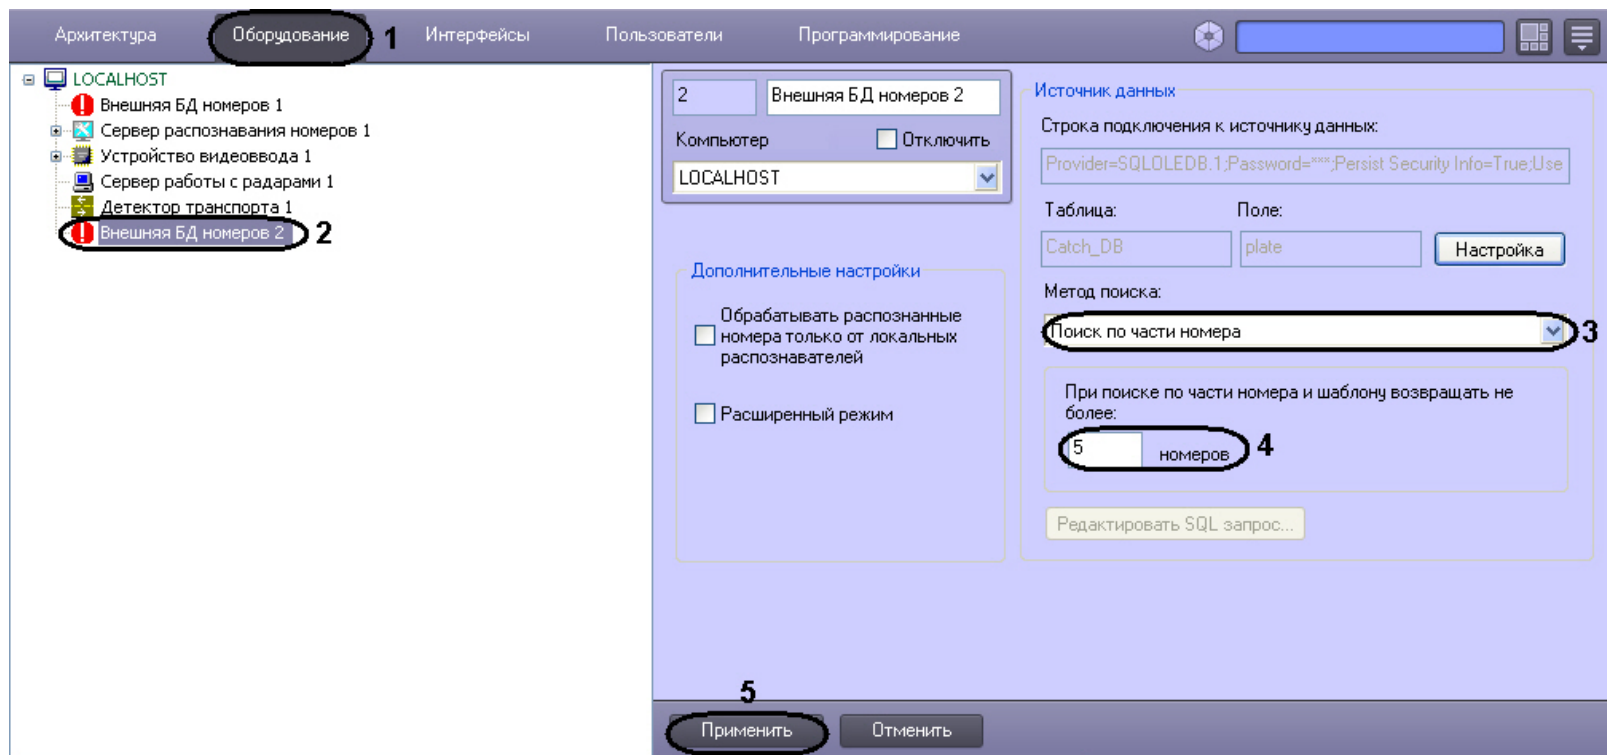 Архитектура
Оборудование
1
Интерфейсы
Пользователи
Программирование
LOCALHOST
Внешняя БД номеров 1
Сервер распознавания номеров 1
Устройство видеоввода 1
Сервер работы с радарами 1
Детектор транспорта 1
Внешняя БД номеров 2
2
2
Внешняя БД номеров 2
Компьютер
Отключить
LOCALHOST
Дополнительные настройки
Обрабатывать распознанные
номера только от локальных
распознавателей
Расширенный режим
Источник данных
Строка подключения к источнику данных:
Provider=SQLOLEDB.1;Password=***;Persist Security Info=True;Use
Таблица:
Поле:
Catch_DB
plate
Настройка
Метод поиска:
Поиск по части номера
3
При поиске по части номера и шаблону возвращать не
более:
5
номеров
4
Редактировать SQL запрос...
5
Применить
Отменить